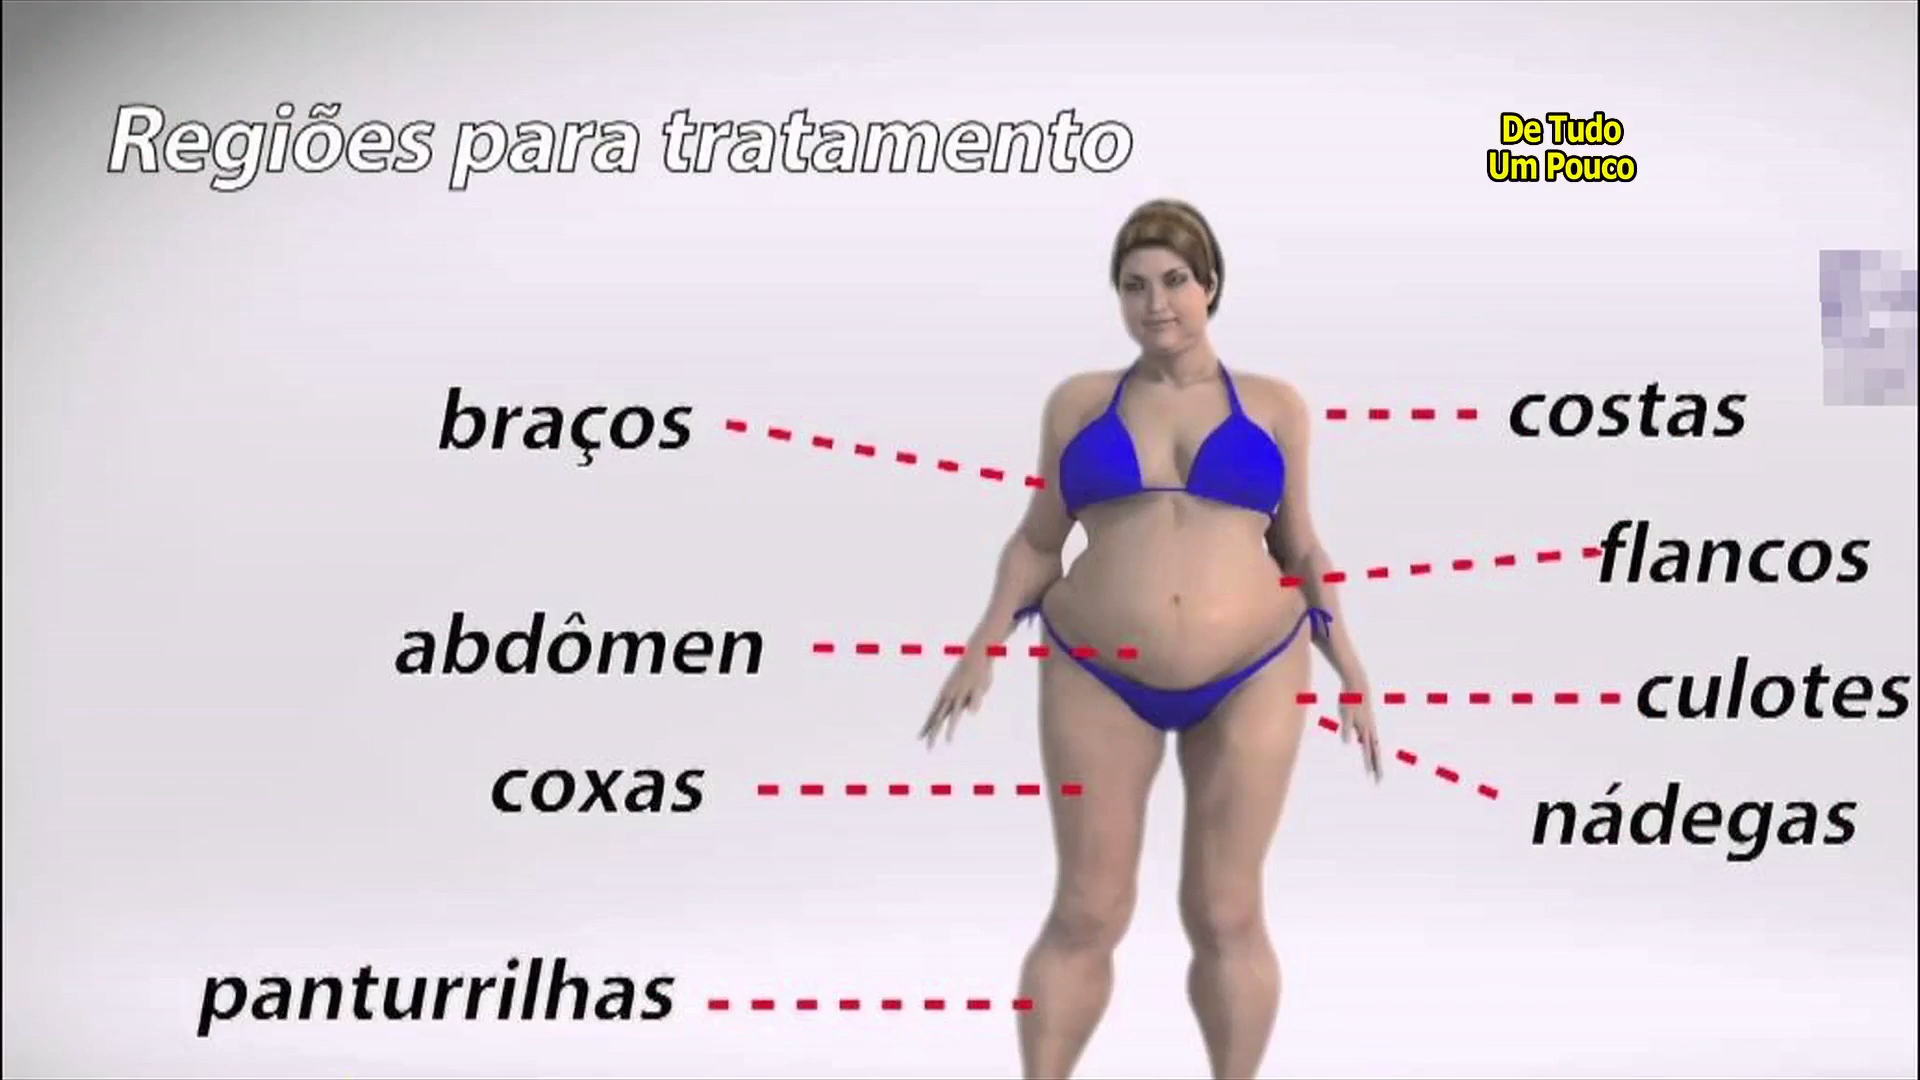 Regiões para tratamento
De Tudo
Um Pouco
braços
costas
flancos
abdômen
culotes
coxas
nádegas
panturrilhas